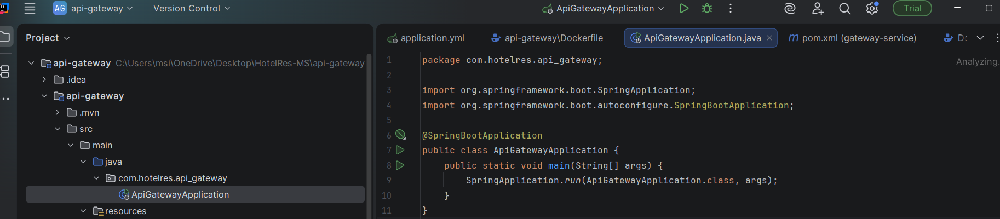 AG api-gateway Version Control ApiGatewayApplication Trial
Project
api-gateway C:\Users\msi\OneDrive\Desktop\HotelRes-MS\api-gateway
.idea
api-gateway
.mvn
src
main
java
com.hotelres.api_gateway
ApiGatewayApplication
resources
application.yml api-gateway\Dockerfile ApiGatewayApplication.java pom.xml (gateway-service)
Analyzing.
1 package com.hotelres.api_gateway;
2
3 import org.springframework.boot.SpringApplication;
4 import org.springframework.boot.autoconfigure.SpringBootApplication;
5
6 @SpringBootApplication
7 public class ApiGatewayApplication {
8 public static void main(String[] args) {
9 SpringApplication.run(ApiGatewayApplication.class, args);
10 }
11 }